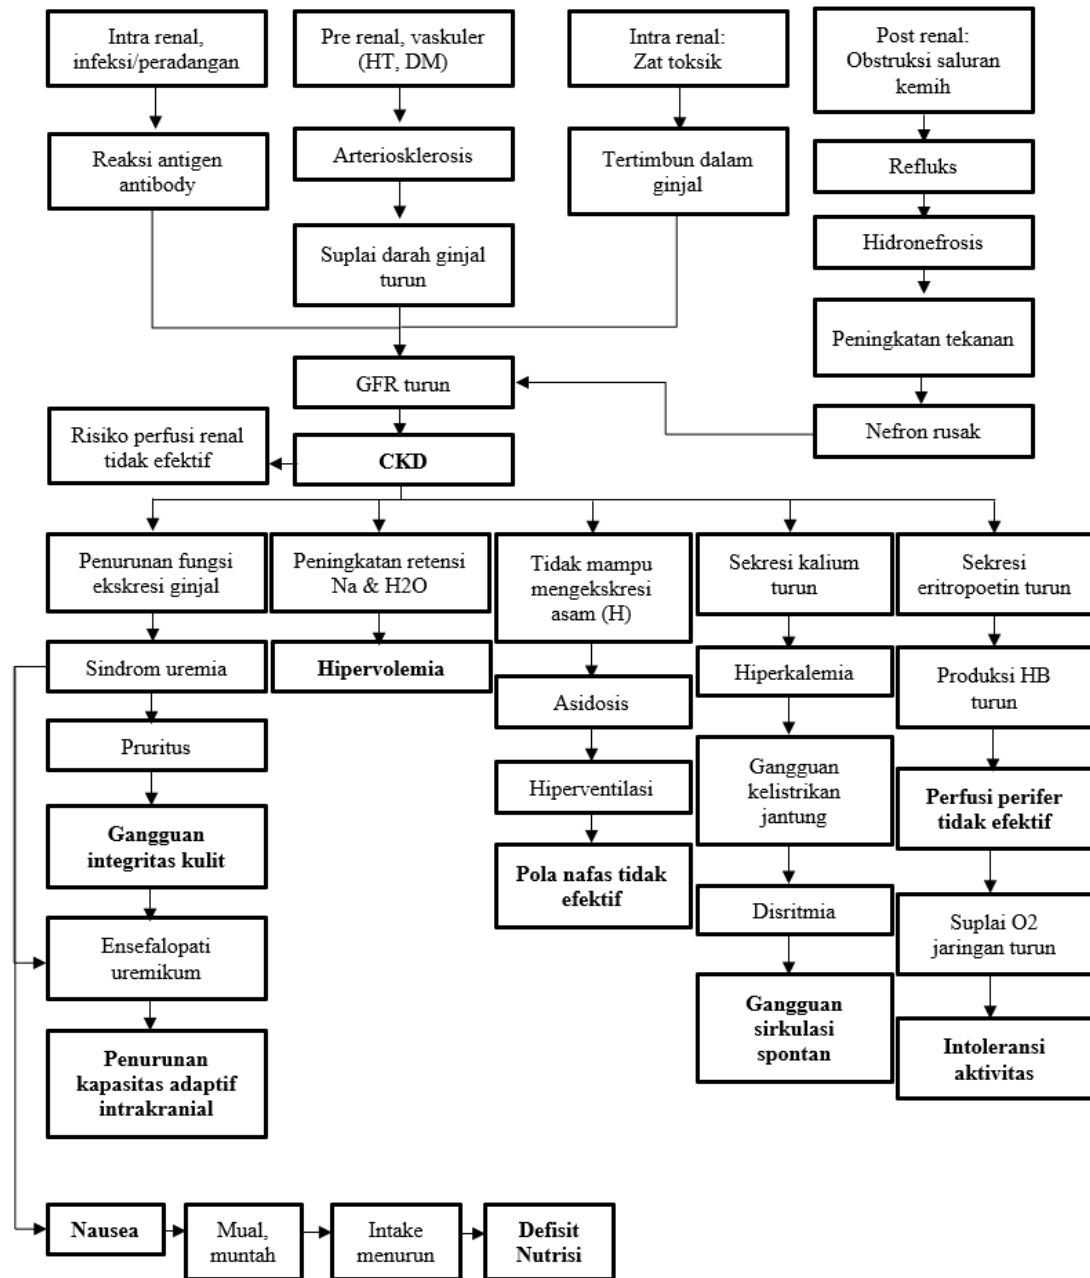 Intra renal,
infeksi/peradangan
Pre renal, vaskuler
(HT, DM)
Intra renal:
Zat toksik
Post renal:
Obstruksi saluran
kemih
Reaksi antigen
antibody
Arteriosklerosis
Tertimbun dalam
ginjal
Refluks
Suplai darah ginjal
turun
Hidronefrosis
Peningkatan tekanan
GFR turun
Nefron rusak
Risiko perfusi renal
tidak efektif
CKD
Penurunan fungsi
ekskresi ginjal
Peningkatan retensi
Na & H2O
Tidak mampu
mengekskresi
asam (H)
Sekresi kalium
turun
Sekresi
eritropoetin turun
Sindrom uremia
Hipervolemia
Asidosis
Hiperkalemia
Produksi HB
turun
Pruritus
Hiperventilasi
Gangguan
kelistrikan
jantung
Perfusi perifer
tidak efektif
Gangguan
integritas kulit
Pola nafas tidak
efektif
Disritmia
Suplai O2
jaringan turun
Ensefalopati
uremikum
Gangguan
sirkulasi
spontan
Intoleransi
aktivitas
Penurunan
kapasitas adaptif
intrakranial
Nausea
Mual,
muntah
Intake
menurun
Defisit
Nutrisi